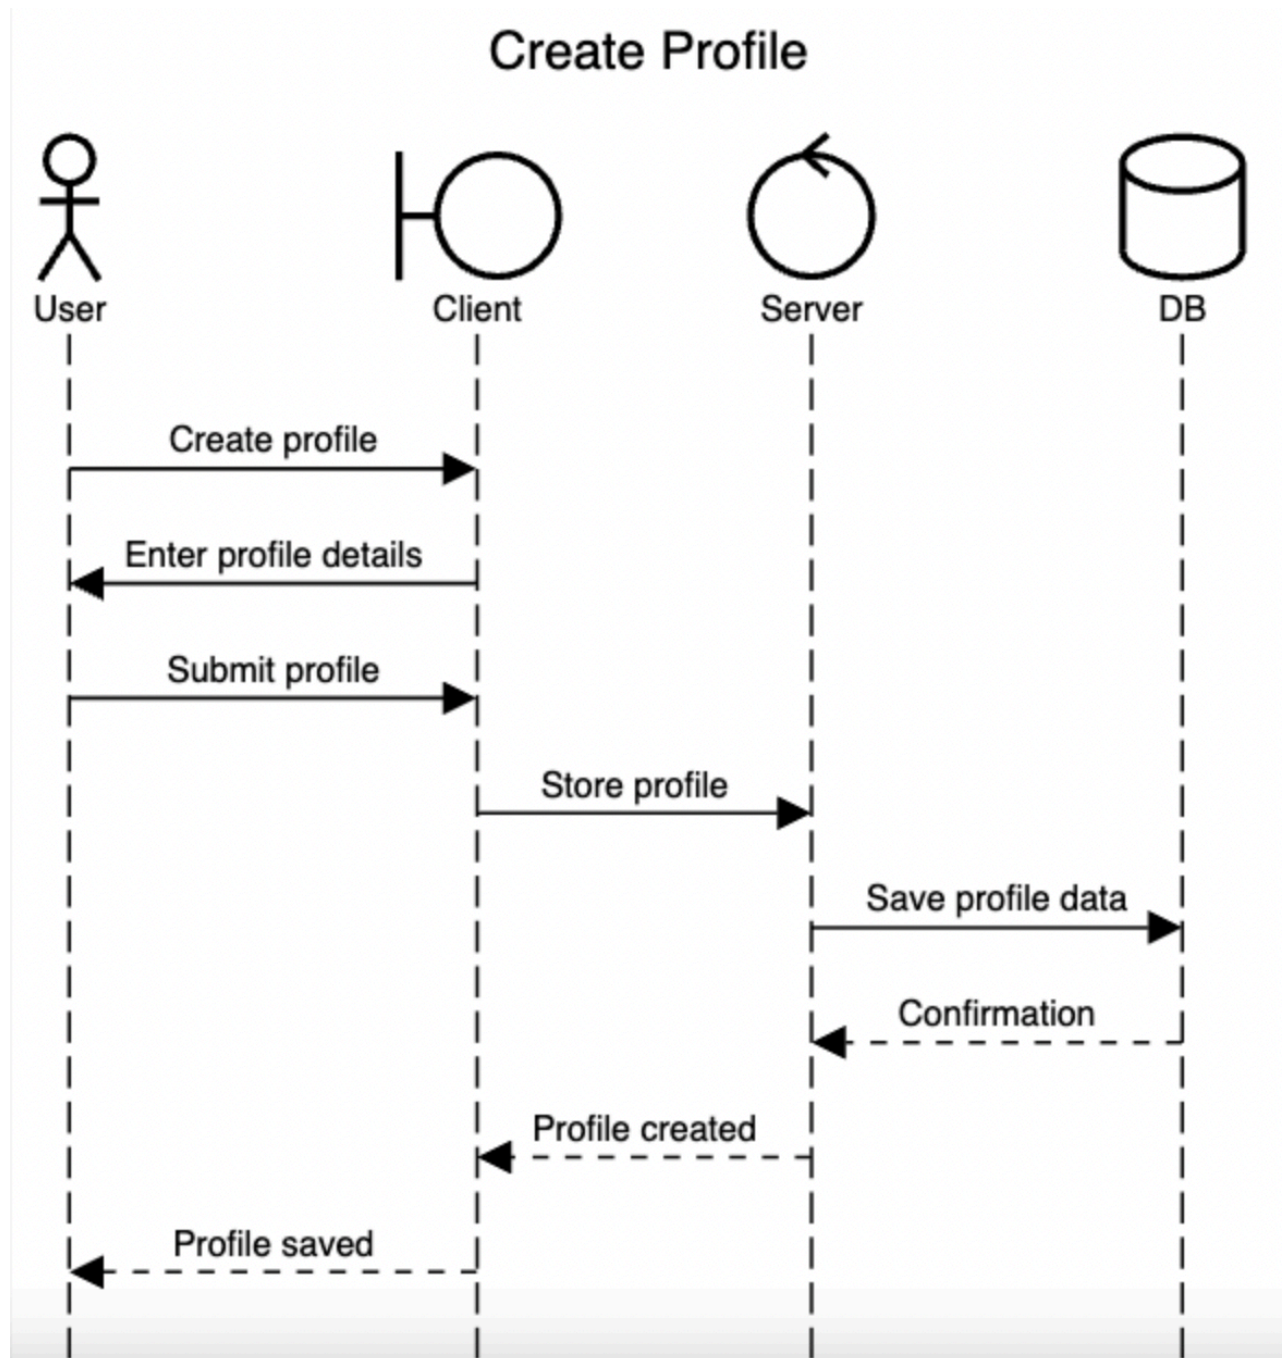 Create Profile
User
Client
Server
DB
Create profile
Enter profile details
Submit profile
Store profile
Save profile data
Confirmation
Profile created
Profile saved